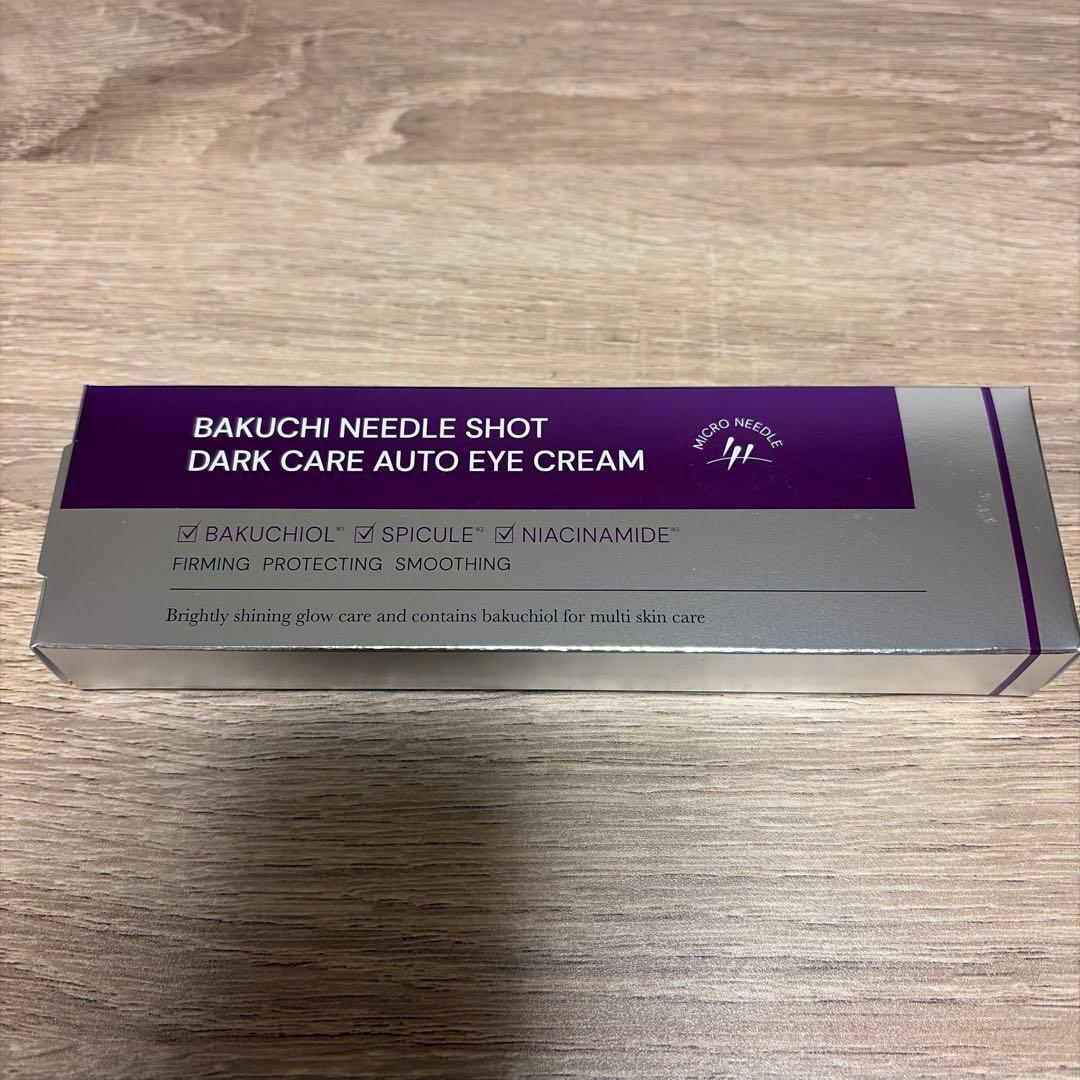 BAKUCHI NEEDLE SHOT
DARK CARE AUTO EYE CREAM
MICRO NEEDLE
☑ BAKUCHIOL※1 ☑ SPICULE※2 ☑ NIACINAMIDE※3
FIRMING PROTECTING SMOOTHING
Brightly shining glow care and contains bakuchiol for multi skin care